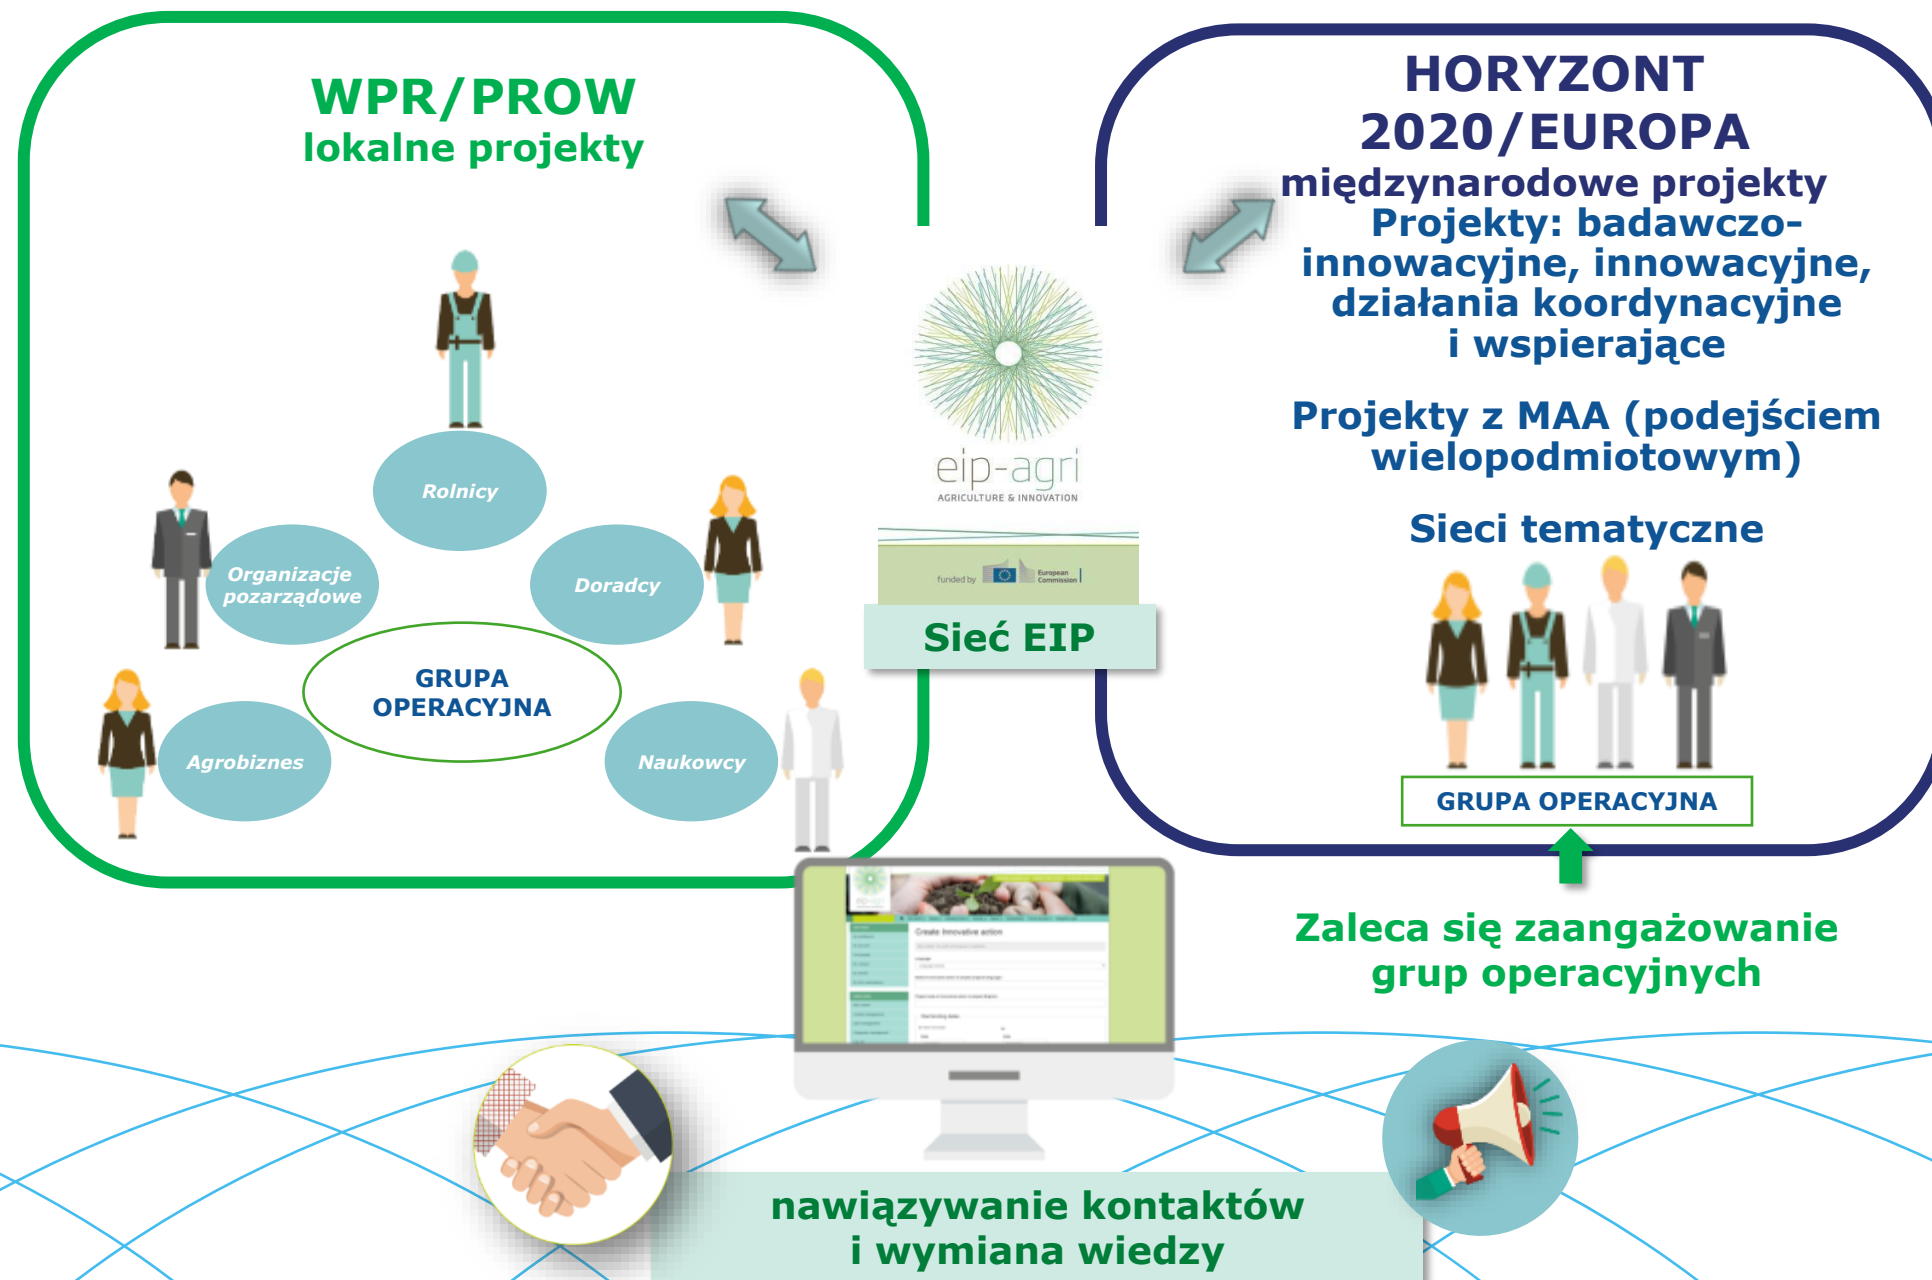 WPR/PROW
lokalne projekty
Rolnicy
Organizacje
pozarządowe
Doradcy
GRUPA
OPERACYJNA
Agrobiznes
Naukowcy
eip-agri
AGRICULTURE & INNOVATION
funded by
European
Commission
Sieć EIP
HORYZONT
2020/EUROPA
międzynarodowe projekty
Projekty: badawczo-
innowacyjne, innowacyjne,
działania koordynacyjne
i wspierające
Projekty z MAA (podejściem
wielopodmiotowym)
Sieci tematyczne
GRUPA OPERACYJNA
Zaleca się zaangażowanie
grup operacyjnych
eip-agri
Create Innovative action
nawiązywanie kontaktów
i wymiana wiedzy